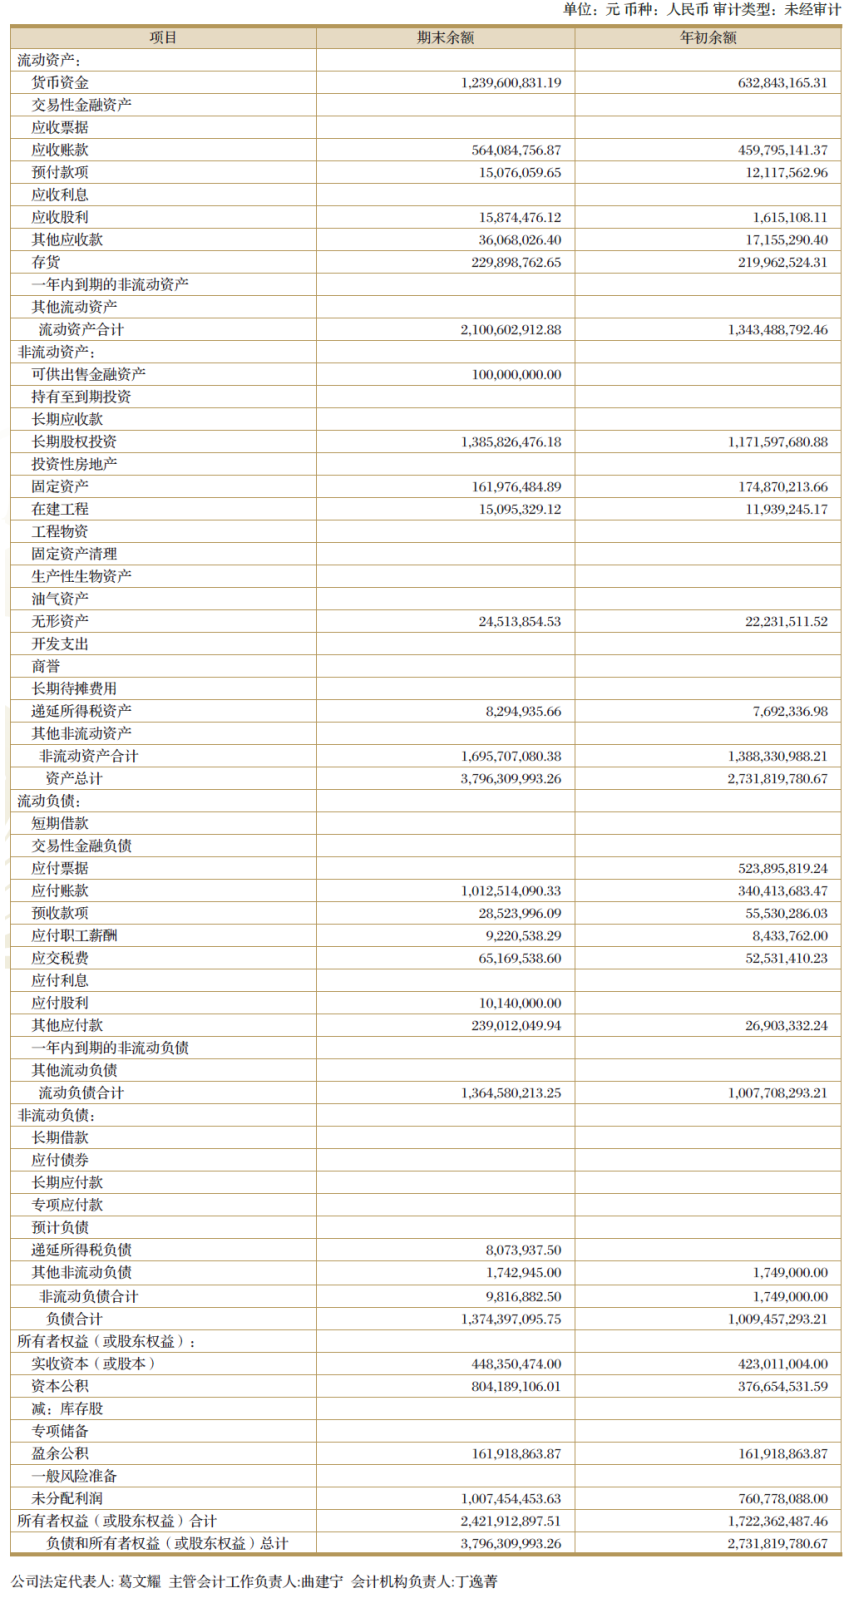 单位：元 币种：人民币 审计类型：未经审计
项目 期末余额 年初余额
流动资产：
货币资金 1,239,600,831.19 632,843,165.31
交易性金融资产
应收票据
应收账款 564,084,756.87 459,795,141.37
预付款项 15,076,059.65 12,117,562.96
应收利息
应收股利 15,874,476.12 1,615,108.11
其他应收款 36,068,026.40 17,155,290.40
存货 229,898,762.65 219,962,524.31
一年内到期的非流动资产
其他流动资产
流动资产合计 2,100,602,912.88 1,343,488,792.46
非流动资产：
可供出售金融资产 100,000,000.00
持有至到期投资
长期应收款
长期股权投资 1,385,826,476.18 1,171,597,680.88
投资性房地产
固定资产 161,976,484.89 174,870,213.66
在建工程 15,095,329.12 11,939,245.17
工程物资
固定资产清理
生产性生物资产
油气资产
无形资产 24,513,854.53 22,231,511.52
开发支出
商誉
长期待摊费用
递延所得税资产 8,294,935.66 7,692,336.98
其他非流动资产
非流动资产合计 1,695,707,080.38 1,388,330,988.21
资产总计 3,796,309,993.26 2,731,819,780.67
流动负债：
短期借款
交易性金融负债
应付票据 523,895,819.24
应付账款 1,012,514,090.33 340,413,683.47
预收款项 28,523,996.09 55,530,286.03
应付职工薪酬 9,220,538.29 8,433,762.00
应交税费 65,169,538.60 52,531,410.23
应付利息
应付股利 10,140,000.00
其他应付款 239,012,049.94 26,903,332.24
一年内到期的非流动负债
其他流动负债
流动负债合计 1,364,580,213.25 1,007,708,293.21
非流动负债：
长期借款
应付债券
长期应付款
专项应付款
预计负债
递延所得税负债 8,073,937.50
其他非流动负债 1,742,945.00 1,749,000.00
非流动负债合计 9,816,882.50 1,749,000.00
负债合计 1,374,397,095.75 1,009,457,293.21
所有者权益（或股东权益）：
实收资本（或股本） 448,350,474.00 423,011,004.00
资本公积 804,189,106.01 376,654,531.59
减：库存股
专项储备
盈余公积 161,918,863.87 161,918,863.87
一般风险准备
未分配利润 1,007,454,453.63 760,778,088.00
所有者权益（或股东权益）合计 2,421,912,897.51 1,722,362,487.46
负债和所有者权益（或股东权益）总计 3,796,309,993.26 2,731,819,780.67
公司法定代表人: 葛文耀 主管会计工作负责人:曲建宁 会计机构负责人:丁逸菁